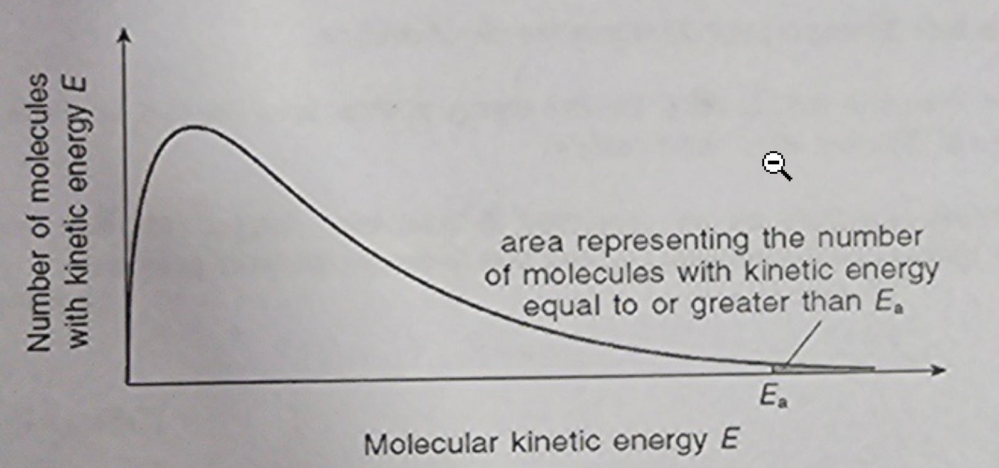 Number of molecules
with kinetic energy E
area representing the number
of molecules with kinetic energy
equal to or greater than Eₐ
Eₐ
Molecular kinetic energy E